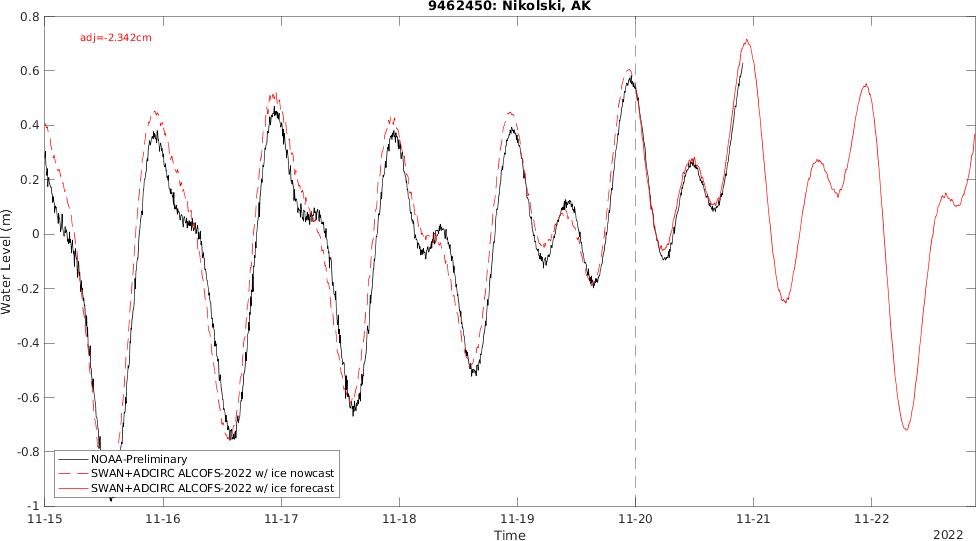 9462450: Nikolski, AK
adj=-2.342cm
0.8
0.6
0.4
0.2
0
-0.2
-0.4
-0.6
-0.8
-1
Water Level (m)
NOAA-Preliminary
SWAN+ADCIRC ALCOFS-2022 w/ ice nowcast
SWAN+ADCIRC ALCOFS-2022 w/ ice forecast
11-15 11-16 11-17 11-18 11-19 11-20 11-21 11-22
Time
2022